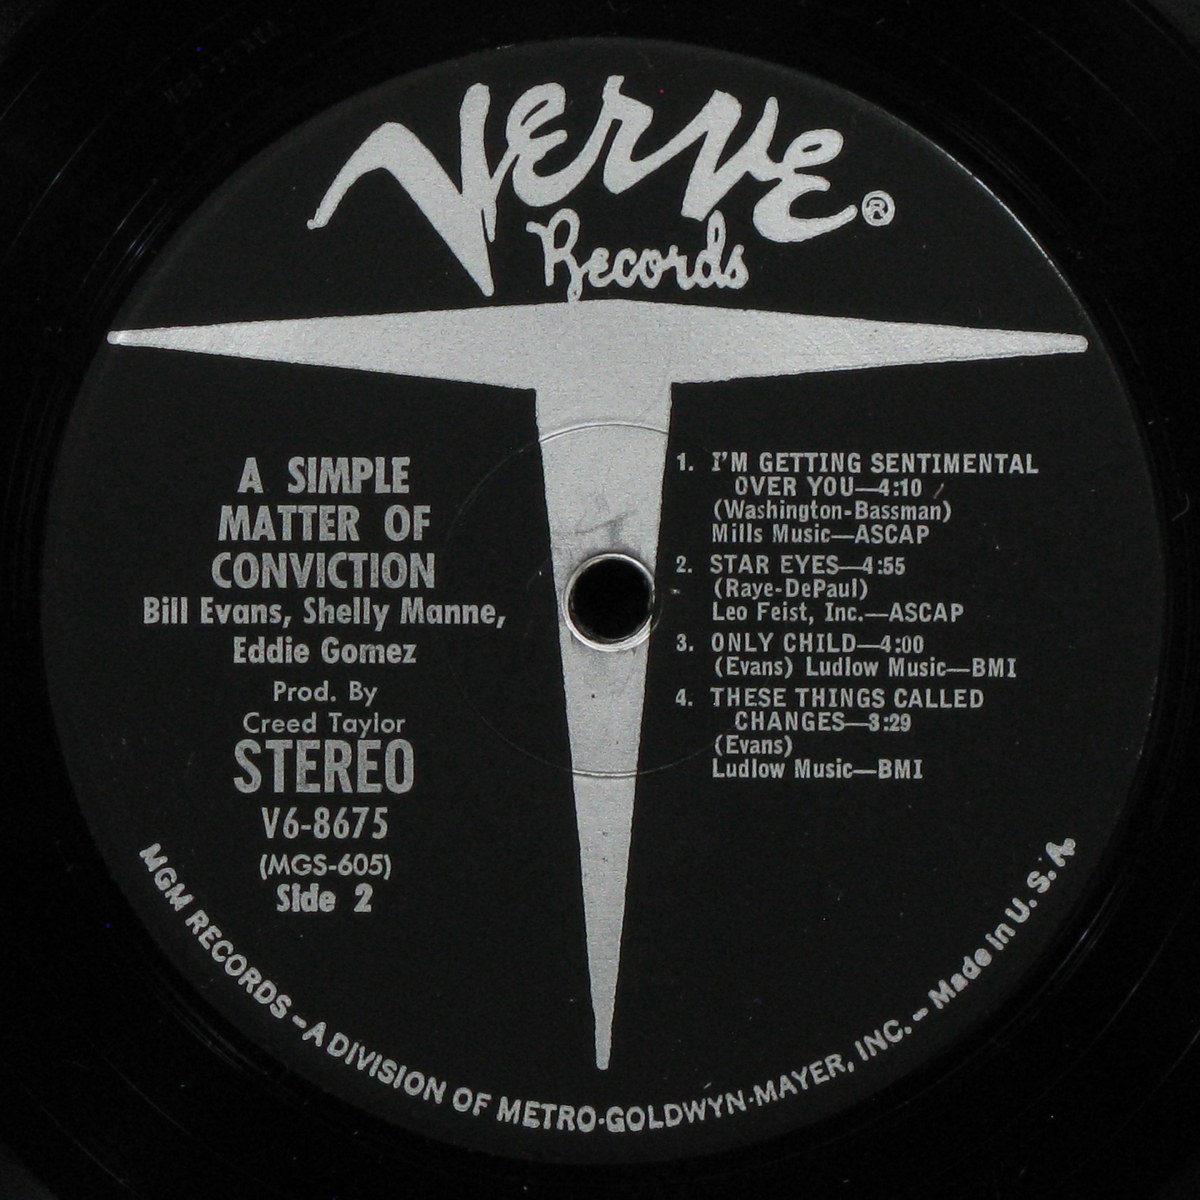 Verve®
Records
A SIMPLE
MATTER OF
CONVICTION
Bill Evans, Shelly Manne,
Eddie Gomez
Prod. By
Creed Taylor
STEREO
V6-8675
(MGS-605)
Side 2
1. I'M GETTING SENTIMENTAL
OVER YOU—4:10
(Washington-Bassman)
Mills Music—ASCAP
2. STAR EYES—4:55
(Raye-DePaul)
Leo Feist, Inc.—ASCAP
3. ONLY CHILD—4:00
(Evans) Ludlow Music—BMI
4. THESE THINGS CALLED
CHANGES—3:29
(Evans)
Ludlow Music—BMI
MGM RECORDS - A DIVISION OF METRO-GOLDWYN-MAYER, INC. - Made in U. S. A.